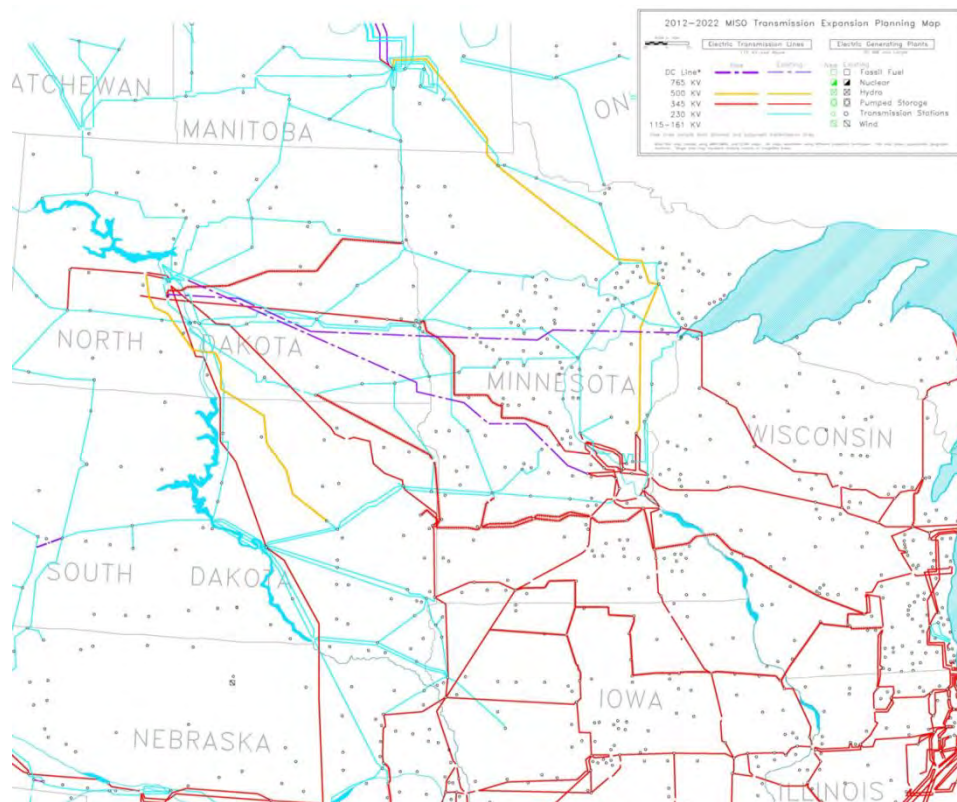 2012-2022 MISO Transmission Expansion Planning Map
Electric Transmission Lines
Electric Generating Plants
Existing
New Existing
DC Line*
765 KV
500 KV
345 KV
230 KV
115-161 KV
Fossil Fuel
Nuclear
Hydro
Pumped Storage
Transmission Stations
Wind
ATCHEWAN
MANITOBA
ON
NORTH DAKOTA
MINNESOTA
WISCONSIN
SOUTH DAKOTA
IOWA
NEBRASKA
ILLINOIS